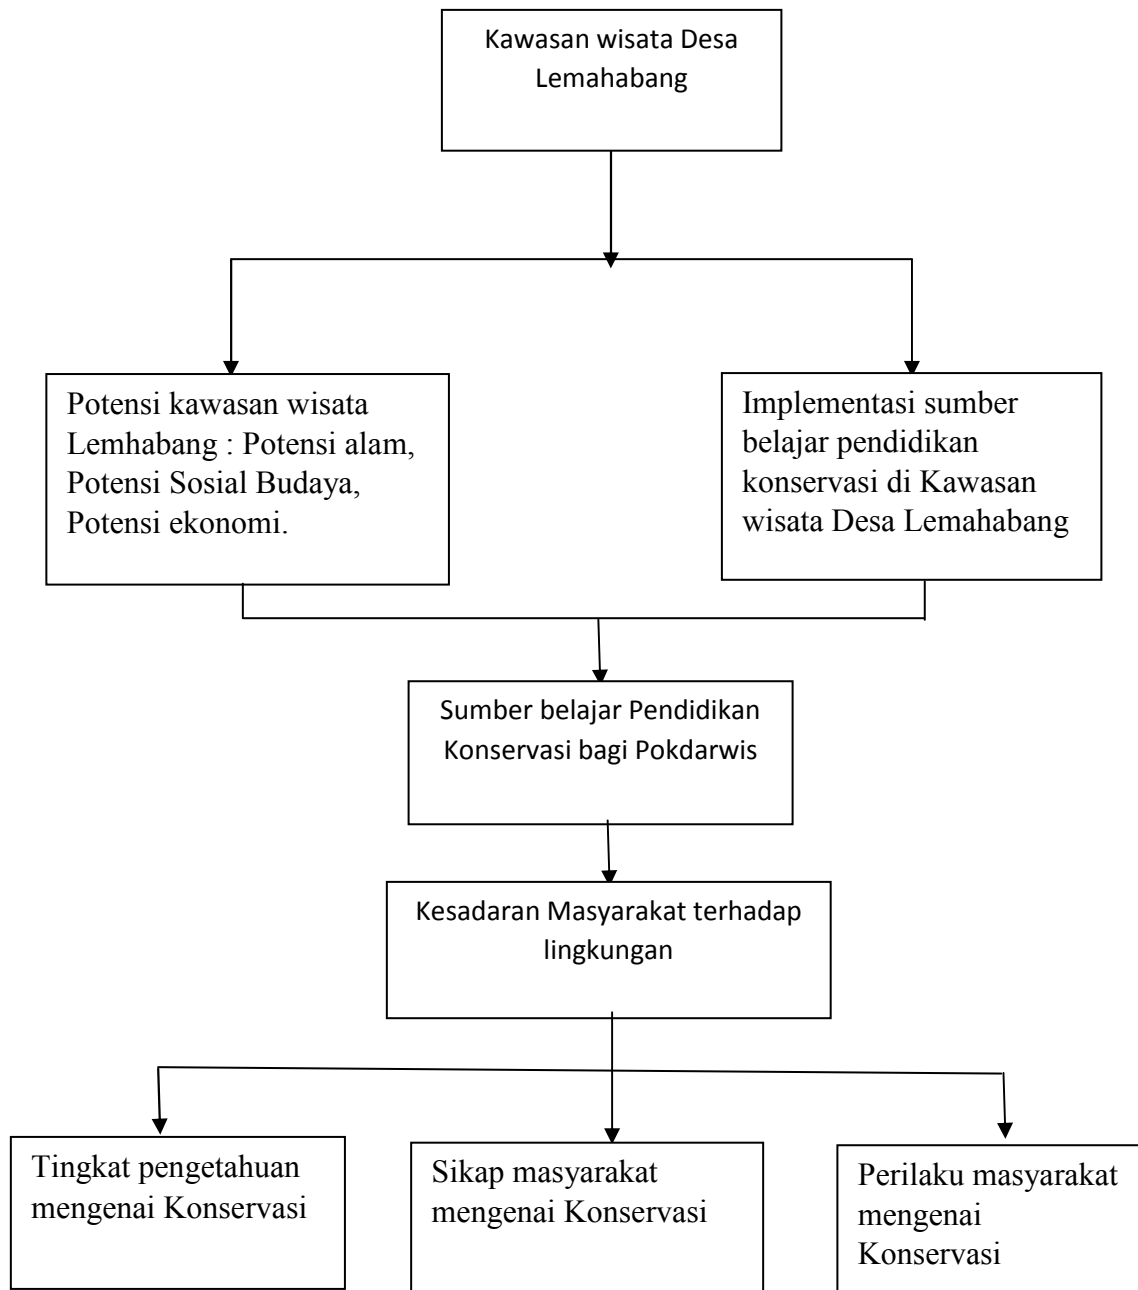 Kawasan wisata Desa
Lemahabang
Potensi kawasan wisata
Lemhabang : Potensi alam,
Potensi Sosial Budaya,
Potensi ekonomi.
Implementasi sumber
belajar pendidikan
konservasi di Kawasan
wisata Desa Lemahabang
Sumber belajar Pendidikan
Konservasi bagi Pokdarwis
Kesadaran Masyarakat terhadap
lingkungan
Tingkat pengetahuan
mengenai Konservasi
Sikap masyarakat
mengenai Konservasi
Perilaku masyarakat
mengenai
Konservasi